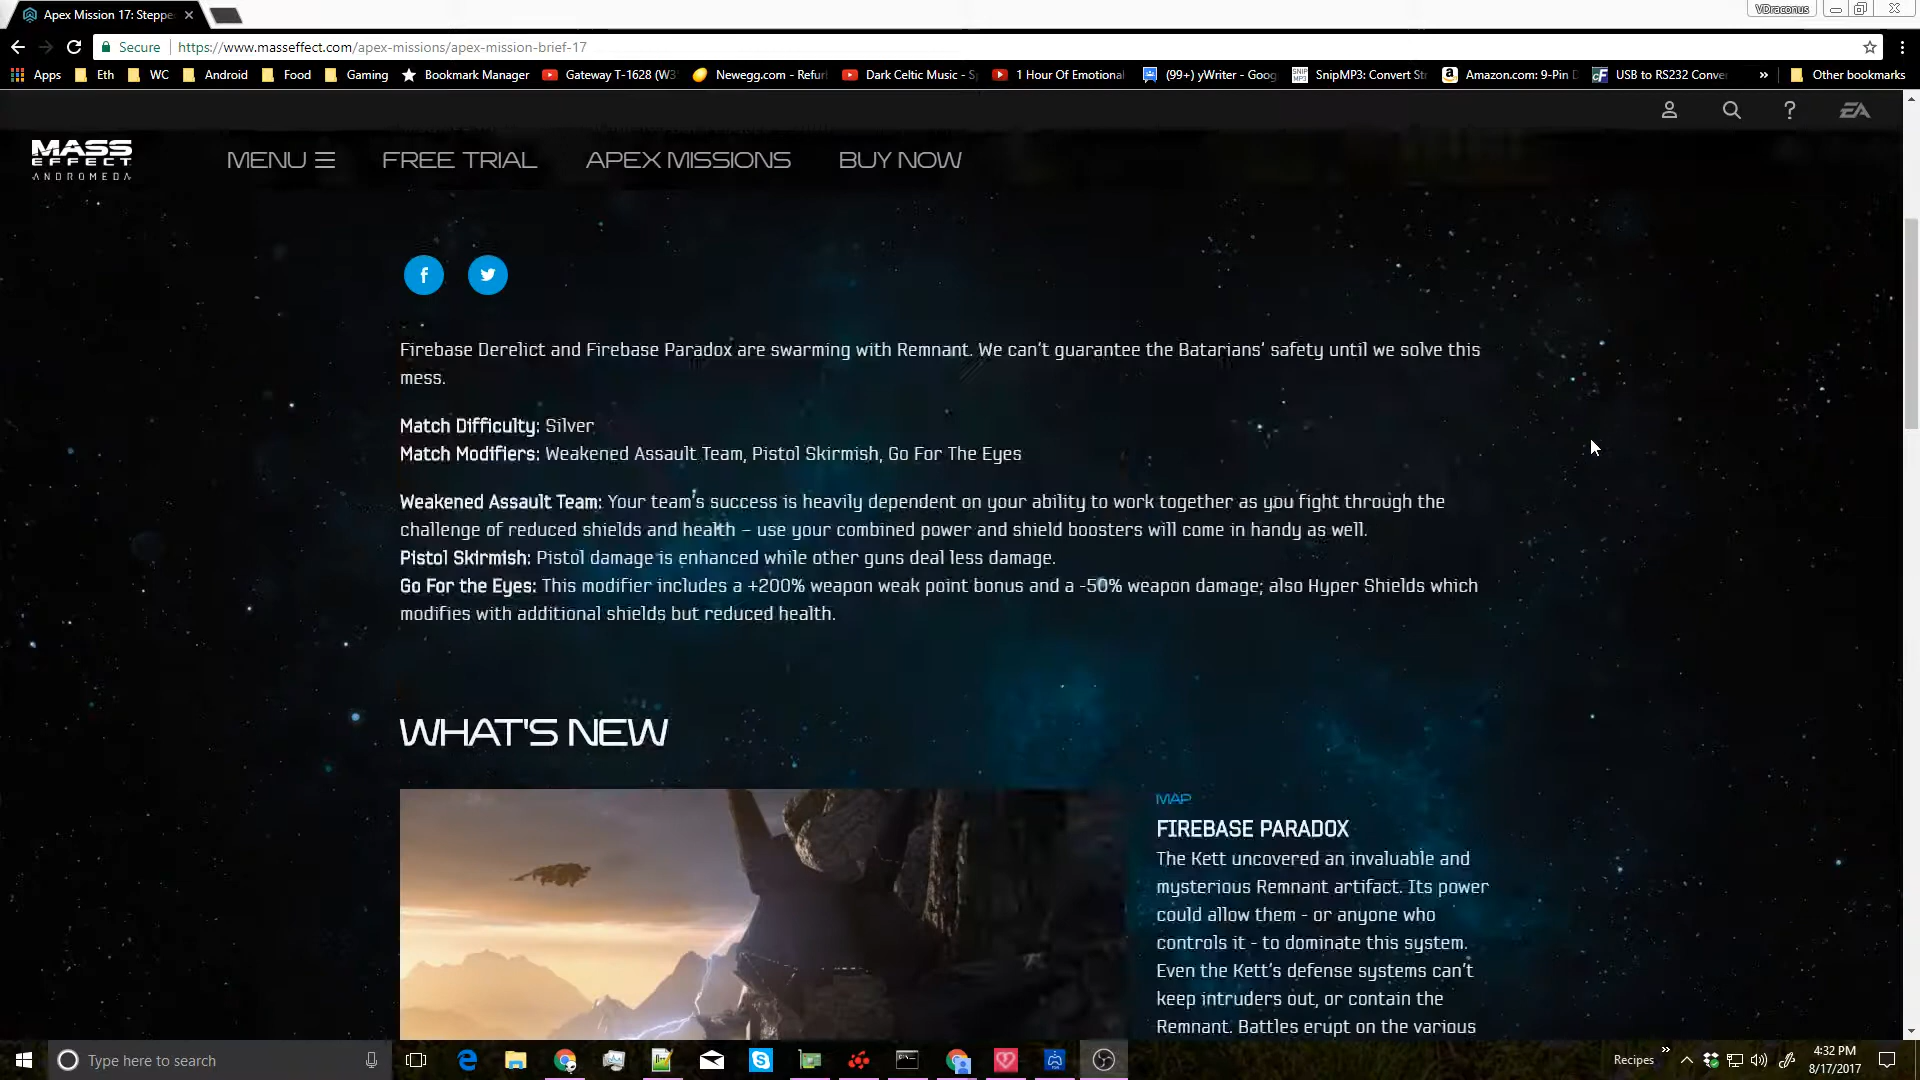 Apex Mission 17: Steppe
VDraconus
Secure
https://www.masseffect.com/apex-missions/apex-mission-brief-17
Apps
Eth
WC
Android
Food
Gaming
Bookmark Manager
Gateway T-1628 (W3
Newegg.com - Refur
Dark Celtic Music - S
1 Hour Of Emotional
(99+) yWriter - Goog
SnipMP3: Convert St
Amazon.com: 9-Pin D
USB to RS232 Conve
»
Other bookmarks
EA
MASS
EFFECT
ANDROMEDA
MENU
FREE TRIAL
APEX MISSIONS
BUY NOW
Firebase Derelict and Firebase Paradox are swarming with Remnant. We can't guarantee the Batarians' safety until we solve this
mess.
Match Difficulty: Silver
Match Modifiers: Weakened Assault Team, Pistol Skirmish, Go For The Eyes
Weakened Assault Team: Your team's success is heavily dependent on your ability to work together as you fight through the
challenge of reduced shields and health – use your combined power and shield boosters will come in handy as well.
Pistol Skirmish: Pistol damage is enhanced while other guns deal less damage.
Go For the Eyes: This modifier includes a +200% weapon weak point bonus and a -50% weapon damage; also Hyper Shields which
modifies with additional shields but reduced health.
WHAT'S NEW
MAP
FIREBASE PARADOX
The Kett uncovered an invaluable and
mysterious Remnant artifact. Its power
could allow them - or anyone who
controls it - to dominate this system.
Even the Kett's defense systems can't
keep intruders out, or contain the
Remnant. Battles erupt on the various
Type here to search
Recipes
»
4:32 PM
8/17/2017